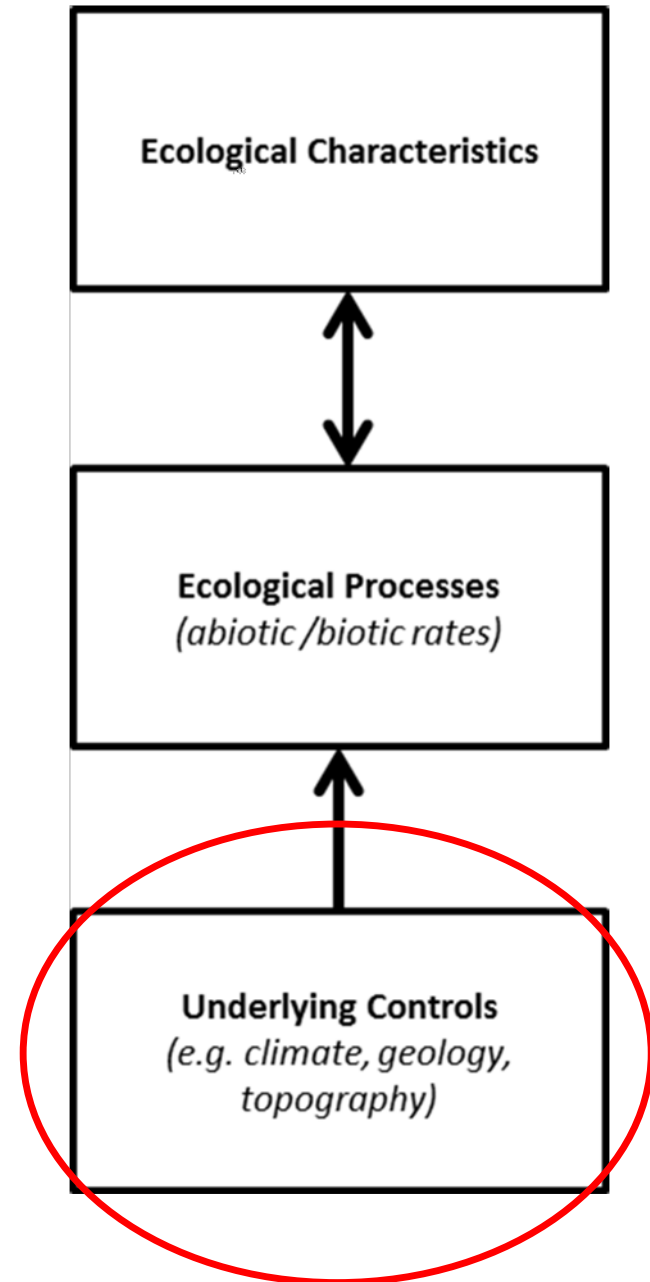 Ecological Characteristics
Ecological Processes
(abiotic/biotic rates)
Underlying Controls
(e.g. climate, geology,
topography)